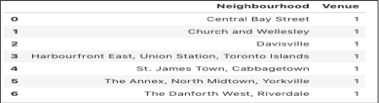 Neighbourhood Venue
0 Central Bay Street 1
1 Church and Wellesley 1
2 Davisville 1
3 Harbourfront East, Union Station, Toronto Islands 1
4 St. James Town, Cabbagetown 1
5 The Annex, North Midtown, Yorkville 1
6 The Danforth West, Riverdale 1